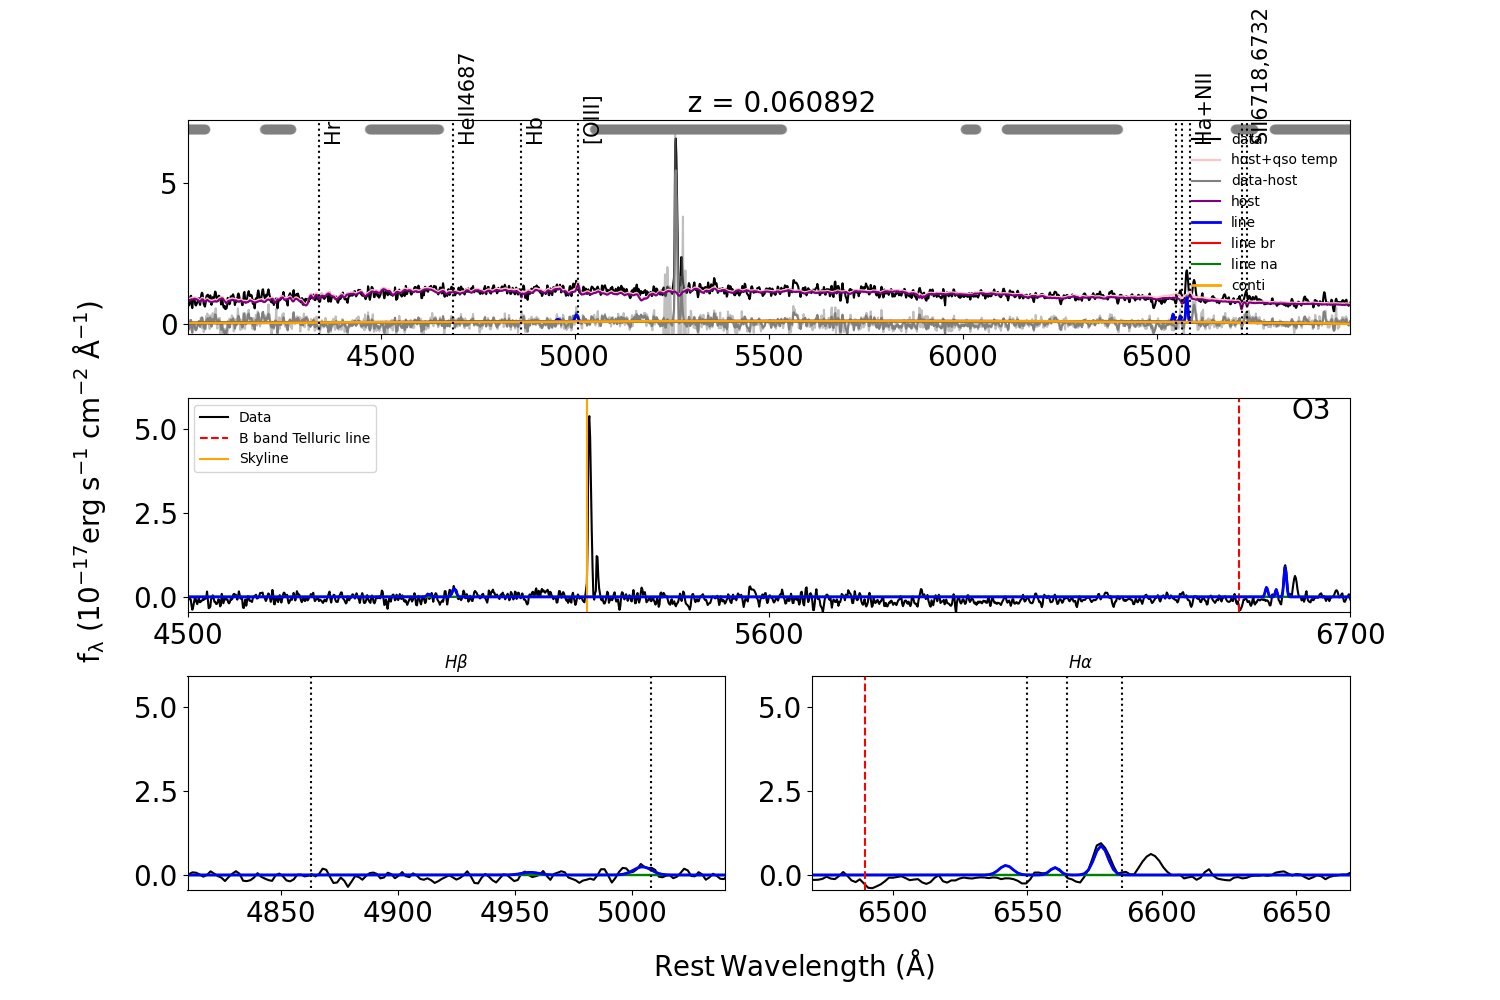 z = 0.060892
Hr
HeII4687
Hb
[OIII]
Ha+NII
SII6718,6732
data
host+qso temp
data-host
host
line
line br
line na
conti
5
0
4500
5000
5500
6000
6500
O3
Data
B band Telluric line
Skyline
5.0
2.5
0.0
4500
5600
6700
fλ (10⁻¹⁷erg s⁻¹ cm⁻² Å⁻¹)
Hβ
5.0
2.5
0.0
4850
4900
4950
5000
Hα
5.0
2.5
0.0
6500
6550
6600
6650
Rest Wavelength (Å)